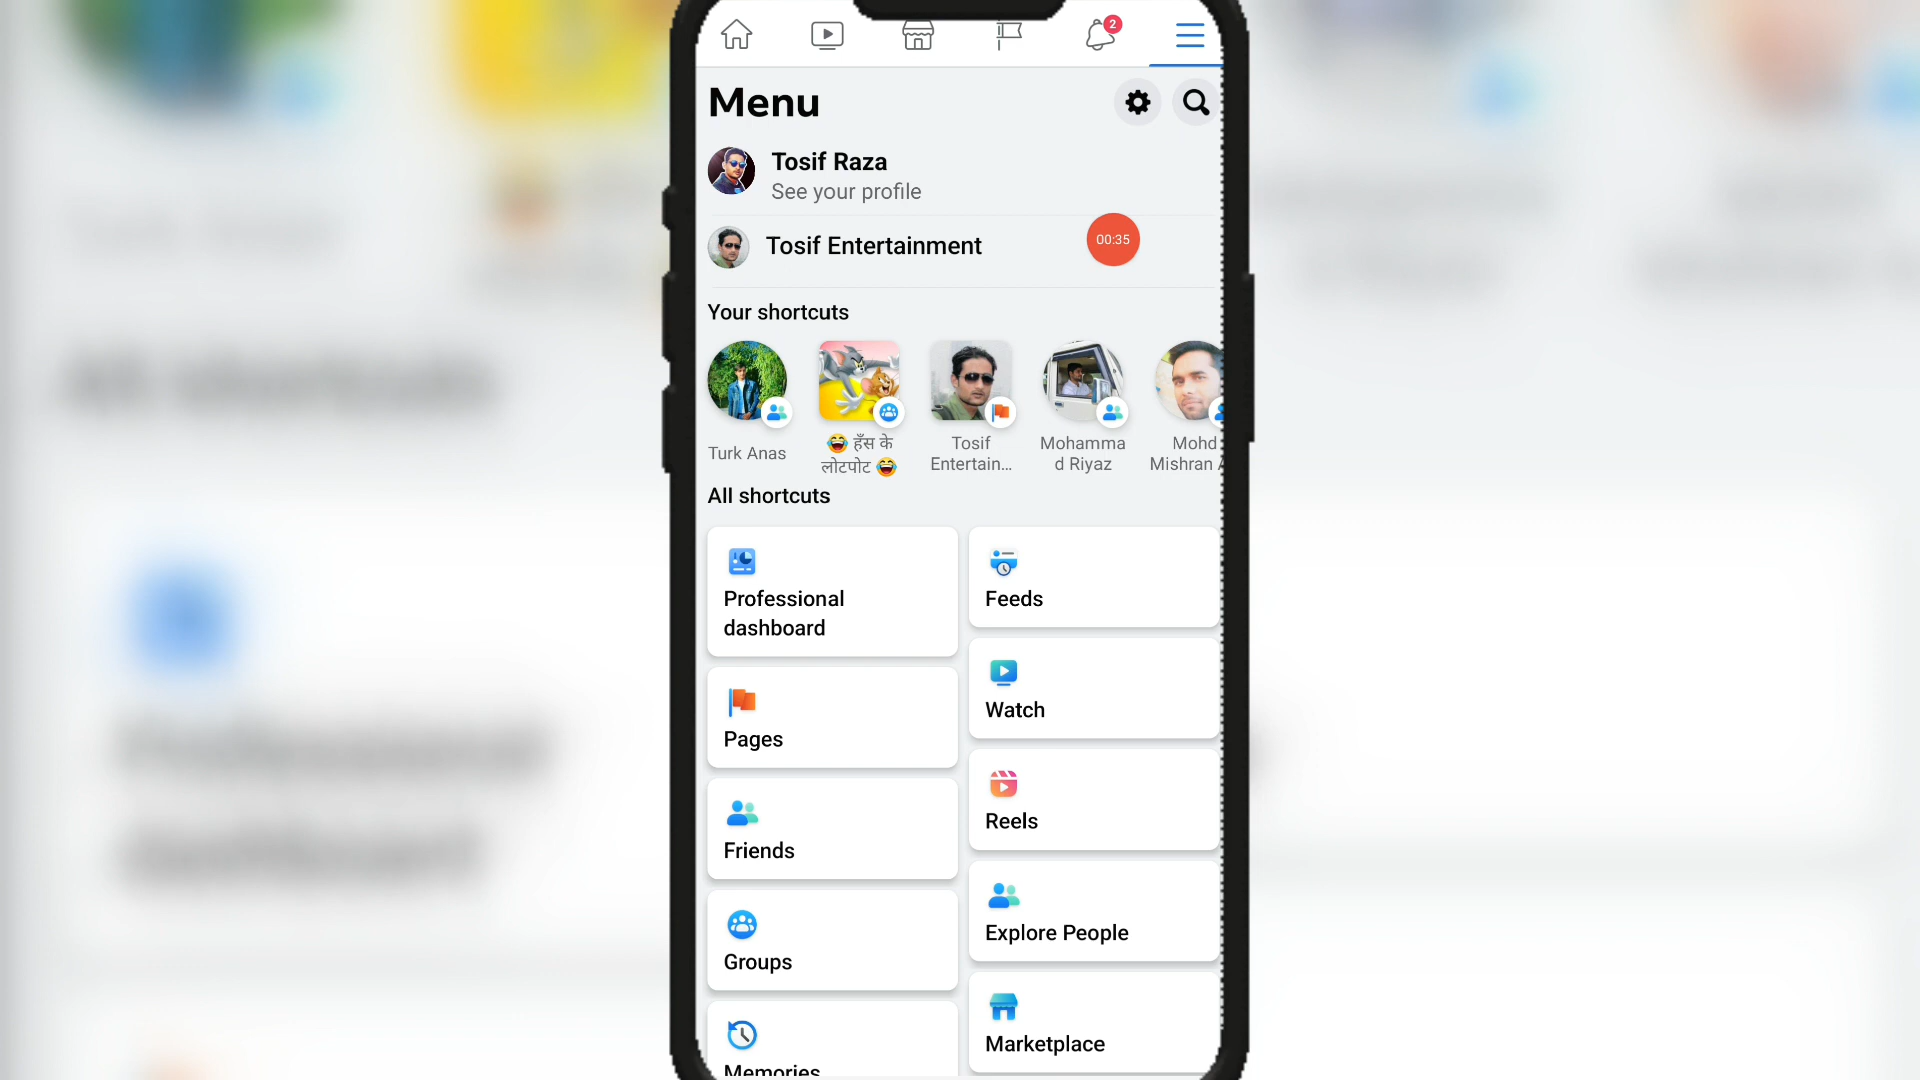 2
Menu
Tosif Raza
See your profile
Tosif Entertainment
00:35
Your shortcuts
Turk Anas
😂 हँस के
लोटपोट 😂
Tosif
Entertain...
Mohamma
d Riyaz
Mohd
Mishran
All shortcuts
Professional
dashboard
Feeds
Pages
Watch
Friends
Reels
Groups
Explore People
Memories
Marketplace